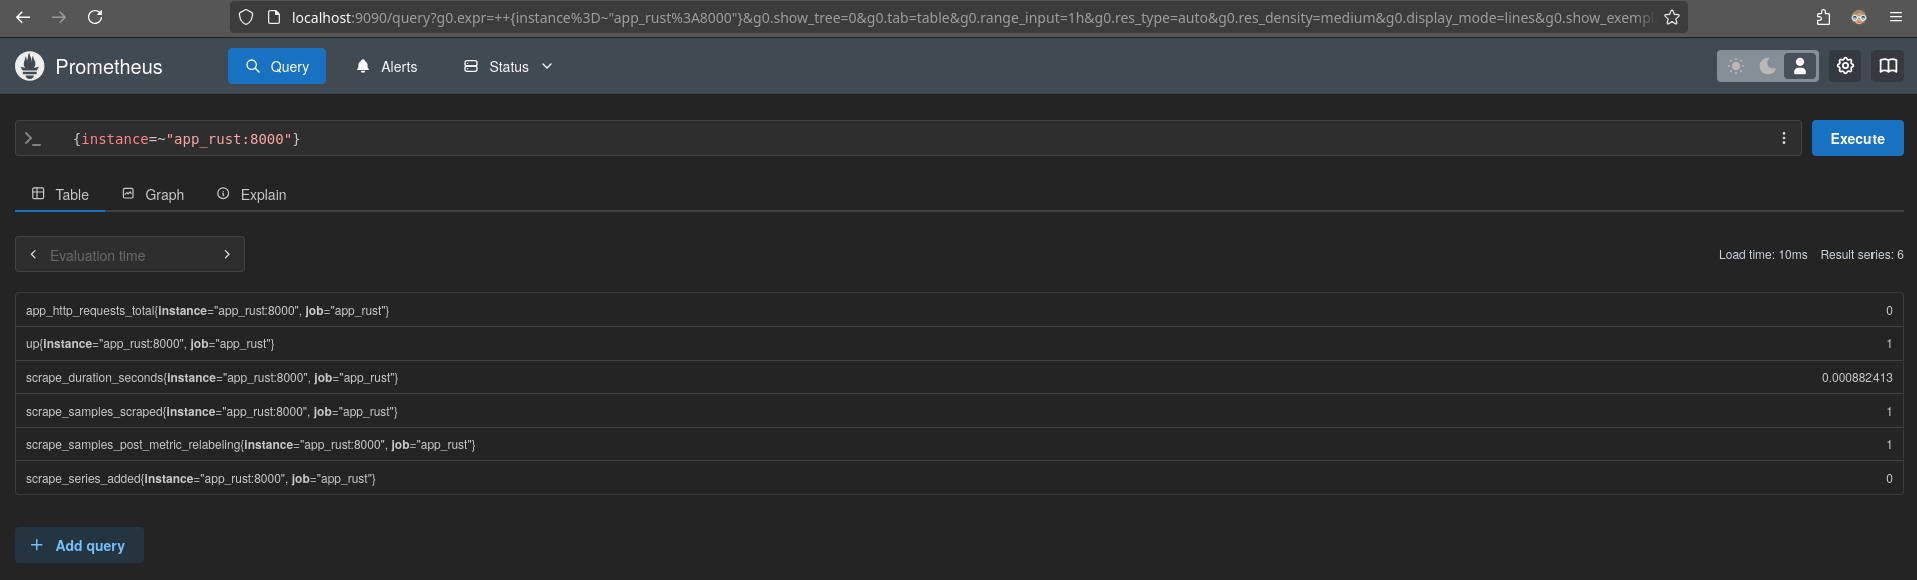 localhost:9090/query?g0.expr=++{instance%3D~"app_rust%3A8000"}&g0.show_tree=0&g0.tab=table&g0.range_input=1h&g0.res_type=auto&g0.res_density=medium&g0.display_mode=lines&g0.show_exempl
Prometheus Query Alerts Status
{instance=~"app_rust:8000"} Execute
Table Graph Explain
Evaluation time Load time: 10ms Result series: 6
app_http_requests_total{instance="app_rust:8000", job="app_rust"} 0
up{instance="app_rust:8000", job="app_rust"} 1
scrape_duration_seconds{instance="app_rust:8000", job="app_rust"} 0.000882413
scrape_samples_scraped{instance="app_rust:8000", job="app_rust"} 1
scrape_samples_post_metric_relabeling{instance="app_rust:8000", job="app_rust"} 1
scrape_series_added{instance="app_rust:8000", job="app_rust"} 0
Add query